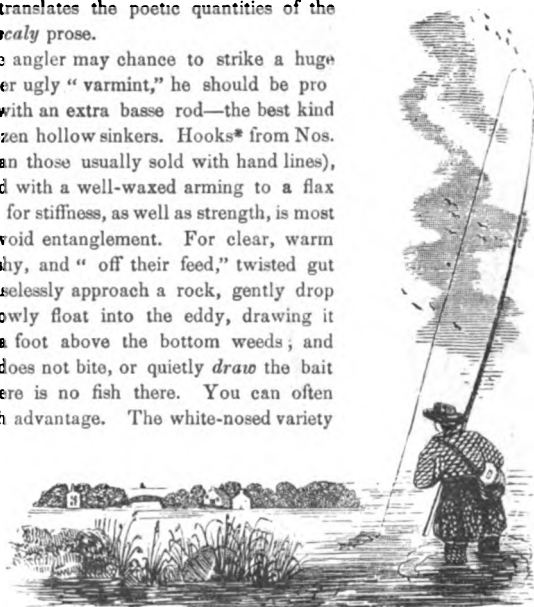 translates the poetic quantities of the
scaly prose.
e angler may chance to strike a huge
er ugly “ varmint,” he should be pro
with an extra basse rod—the best kind
zen hollow sinkers. Hooks* from Nos.
an those usually sold with hand lines),
d with a well-waxed arming to a flax
for stiffness, as well as strength, is most
void entanglement. For clear, warm
hy, and “ off their feed,” twisted gut
selessly approach a rock, gently drop
owly float into the eddy, drawing it
a foot above the bottom weeds ; and
does not bite, or quietly draw the bait
ere is no fish there. You can often
h advantage. The white-nosed variety